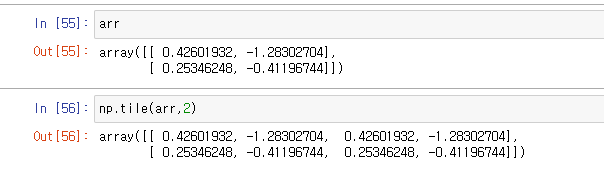 In [55]: arr
Out[55]: array([[ 0.42601932, -1.28302704],
[ 0.25346248, -0.41196744]])
In [56]: np.tile(arr,2)
Out[56]: array([[ 0.42601932, -1.28302704,  0.42601932, -1.28302704],
[ 0.25346248, -0.41196744,  0.25346248, -0.41196744]])